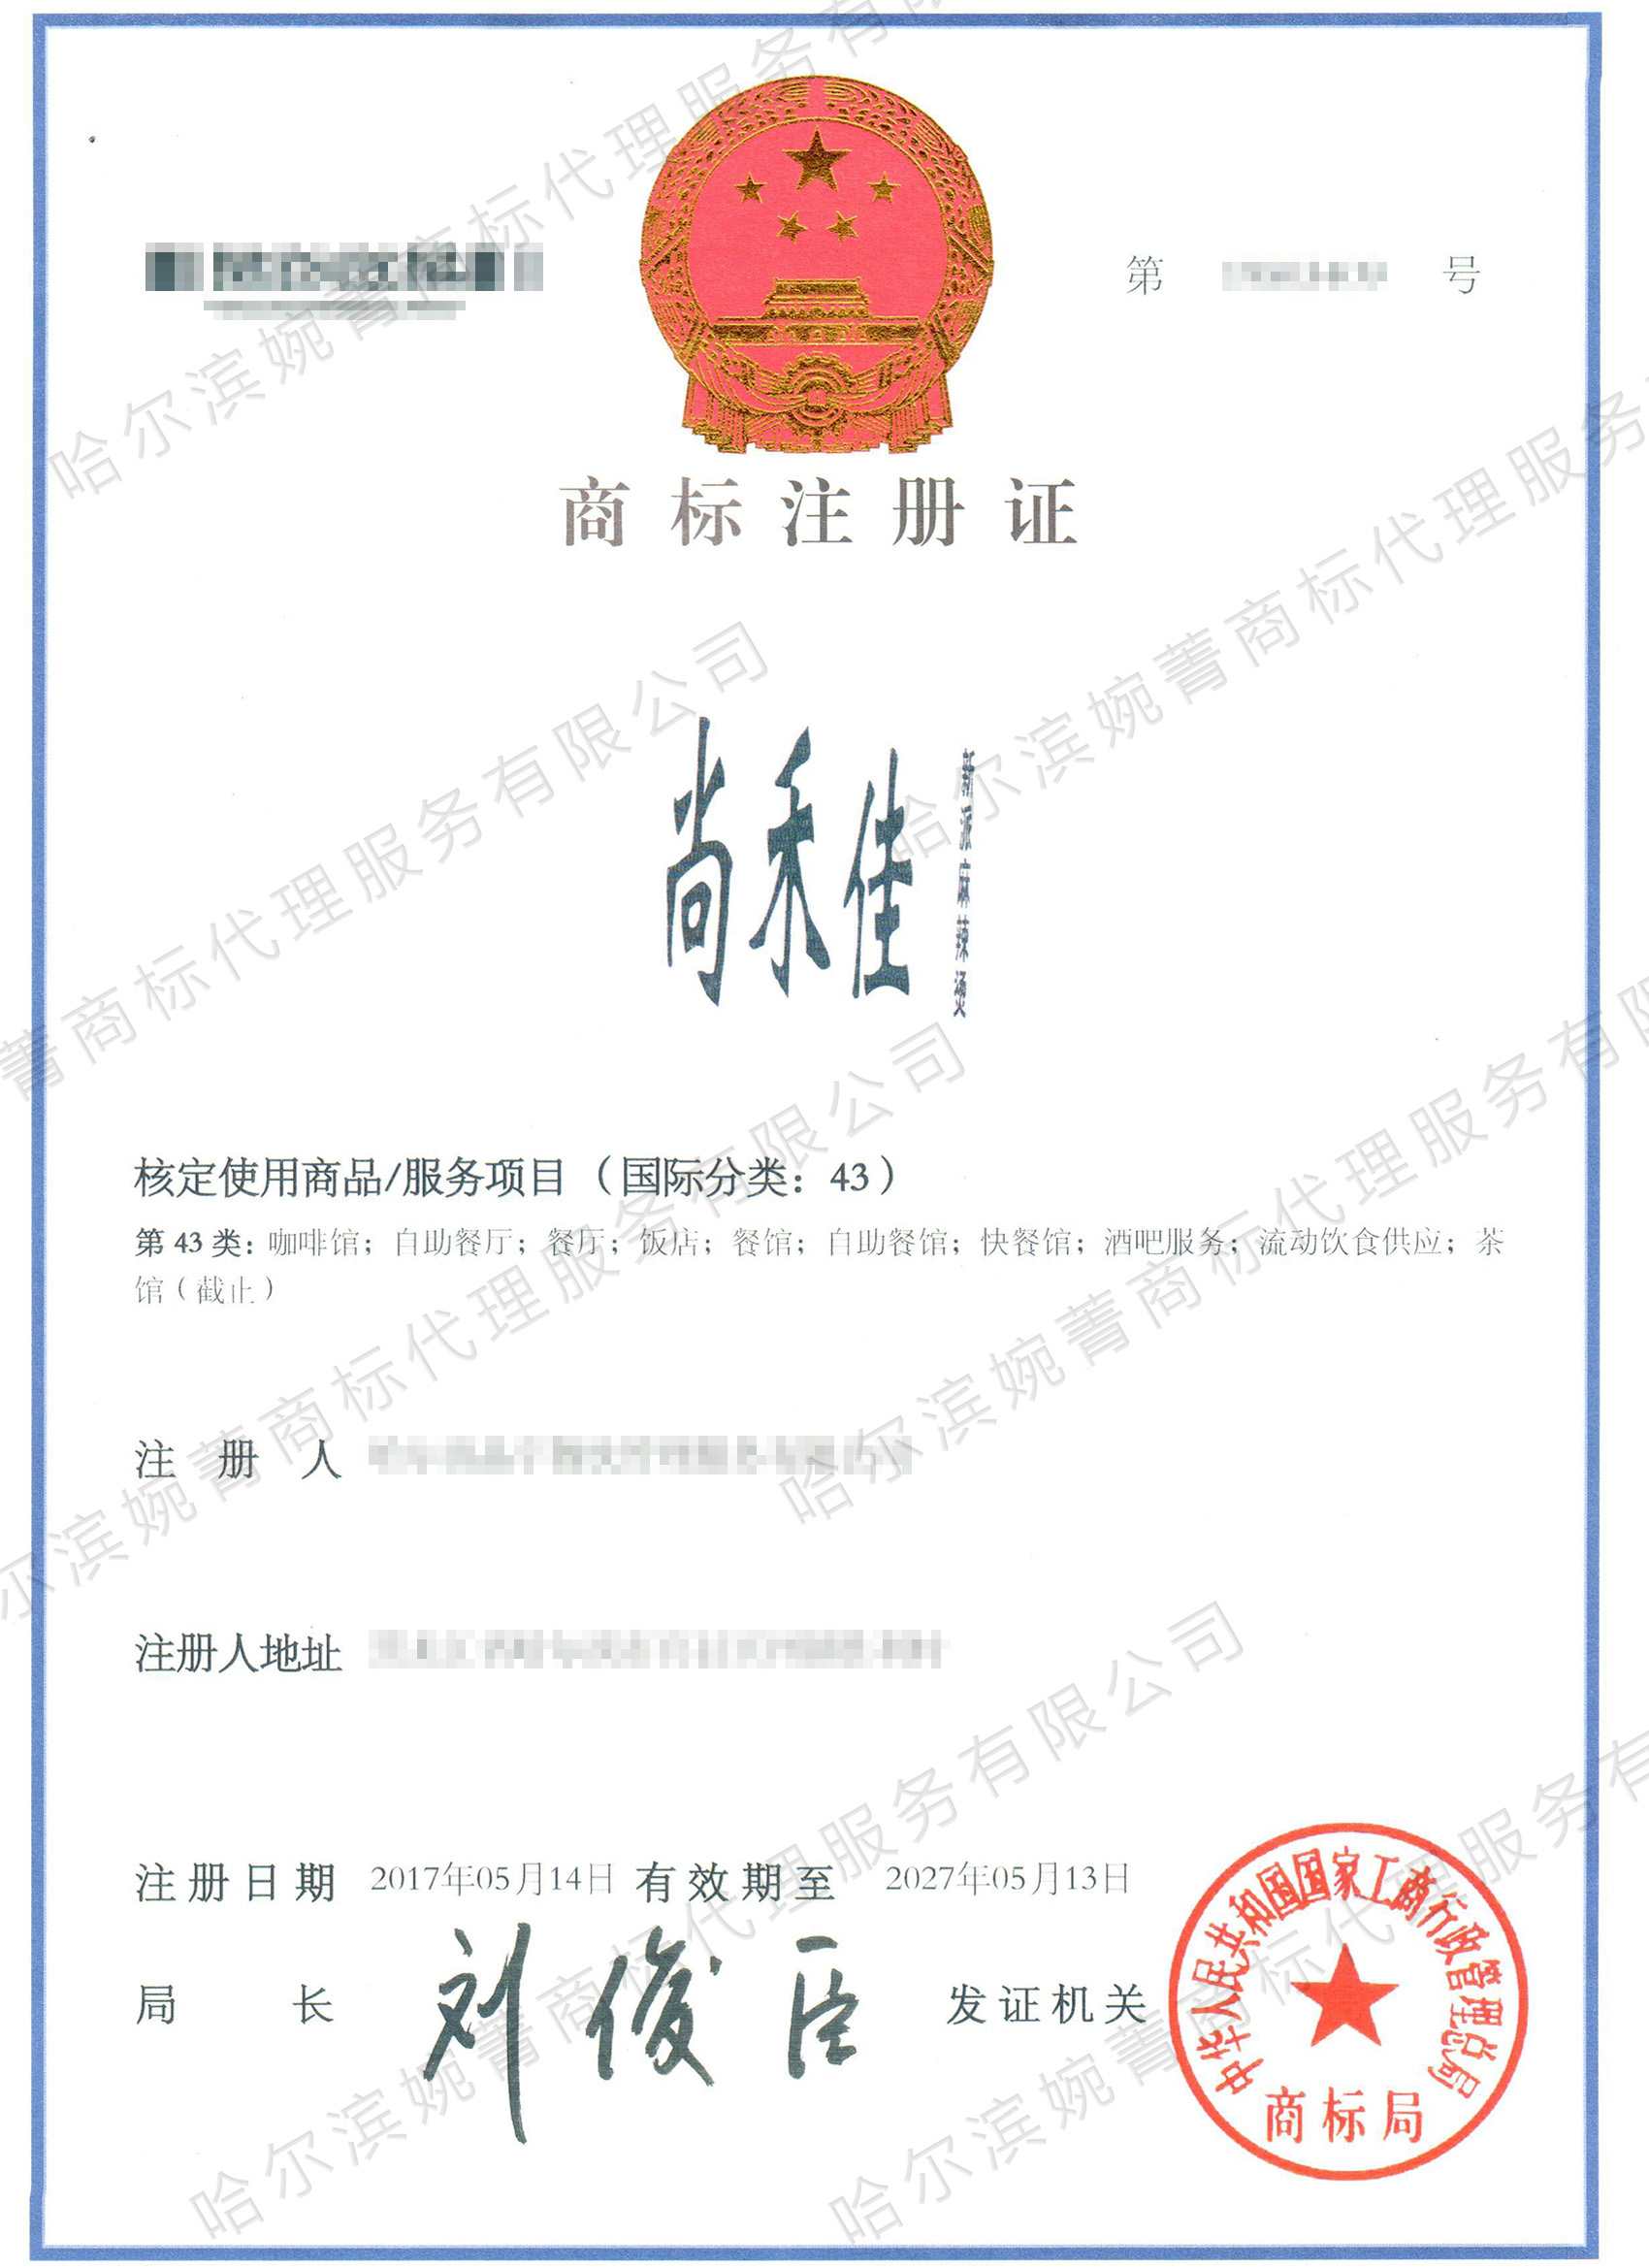 第 号
商标注册证
尚禾佳
新派麻辣烫
核定使用商品/服务项目（国际分类：43）
第 43 类：咖啡馆；自助餐厅；餐厅；饭店；餐馆；自助餐馆；快餐馆；酒吧服务；流动饮食供应；茶
馆（截止）
注册人
注册人地址
注册日期 2017年05月14日 有效期至 2027年05月13日
局长 刘俊臣 发证机关
中华人民共和国国家工商行政管理总局
商标局
哈尔滨婉菁商标代理服务有限公司
哈尔滨婉菁商标代理服务
菁商标代理服务有限公司
尔滨婉菁商标代理服务有限公司
哈尔滨婉菁商标代理服务有限
哈尔滨婉菁商标代理服务有限公司
哈尔滨婉菁商标代理服务有